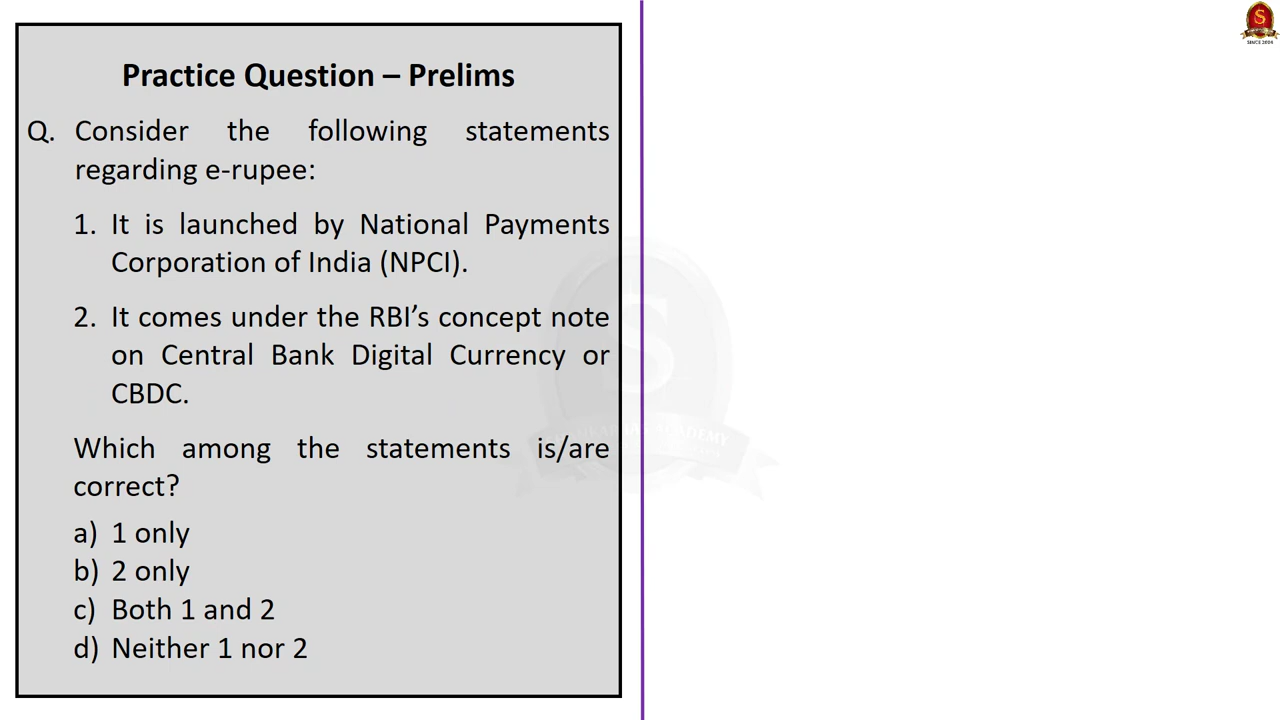 Practice Question – Prelims
Q. Consider the following statements
regarding e-rupee:
1. It is launched by National Payments
Corporation of India (NPCI).
2. It comes under the RBI’s concept note
on Central Bank Digital Currency or
CBDC.
Which among the statements is/are
correct?
a) 1 only
b) 2 only
c) Both 1 and 2
d) Neither 1 nor 2
S
SINCE 2004